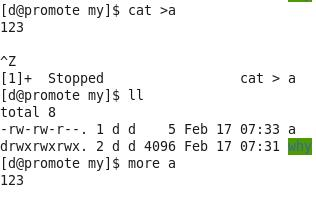 [d@promote my]$ cat >a
123

^Z
[1]+  Stopped                 cat > a
[d@promote my]$ ll
total 8
-rw-rw-r--. 1 d d    5 Feb 17 07:33 a
drwxrwxrwx. 2 d d 4096 Feb 17 07:31 why
[d@promote my]$ more a
123